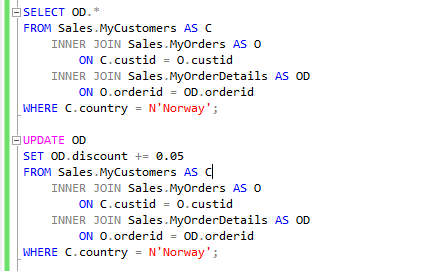 SELECT OD.*
FROM Sales.MyCustomers AS C
INNER JOIN Sales.MyOrders AS O
ON C.custid = O.custid
INNER JOIN Sales.MyOrderDetails AS OD
ON O.orderid = OD.orderid
WHERE C.country = N'Norway';
UPDATE OD
SET OD.discount += 0.05
FROM Sales.MyCustomers AS C
INNER JOIN Sales.MyOrders AS O
ON C.custid = O.custid
INNER JOIN Sales.MyOrderDetails AS OD
ON O.orderid = OD.orderid
WHERE C.country = N'Norway';